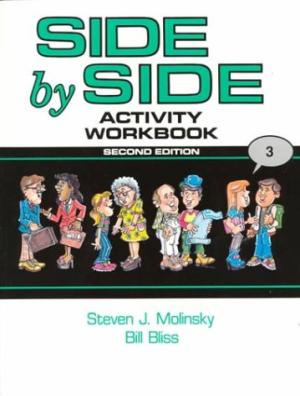 SIDE
by SIDE
ACTIVITY
WORKBOOK
SECOND EDITION
3
Steven J. Molinsky
Bill Bliss